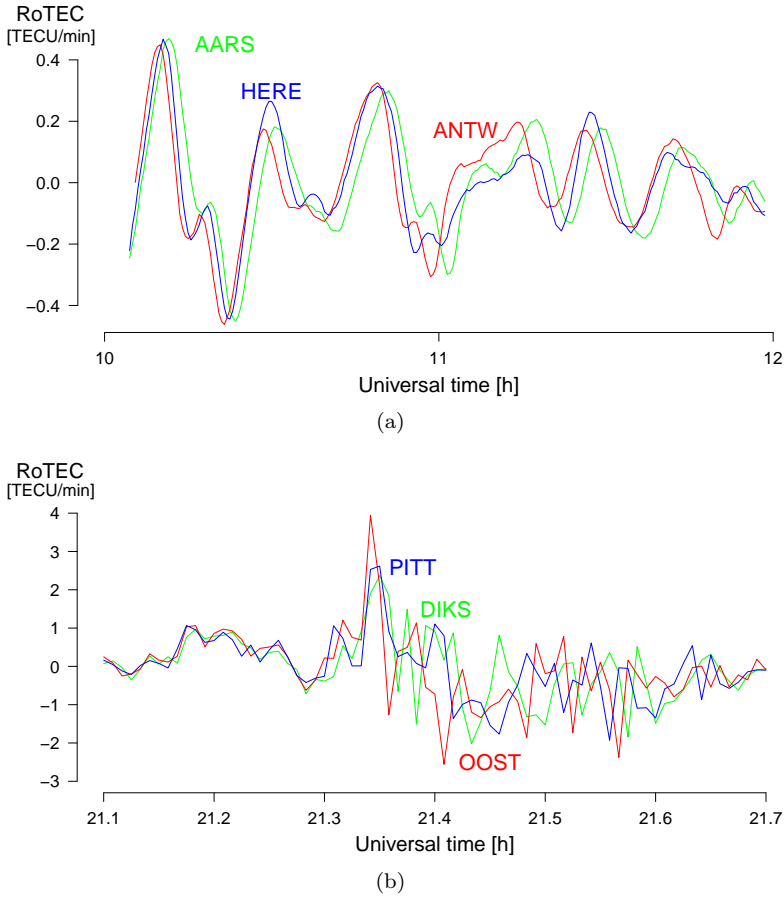 RoTEC
[TECU/min]
AARS
HERE
ANTW
0.4
0.2
0.0
−0.2
−0.4
10 11 12
Universal time [h]
(a)
RoTEC
[TECU/min]
PITT
DIKS
OOST
4
3
2
1
0
−1
−2
−3
21.1 21.2 21.3 21.4 21.5 21.6 21.7
Universal time [h]
(b)